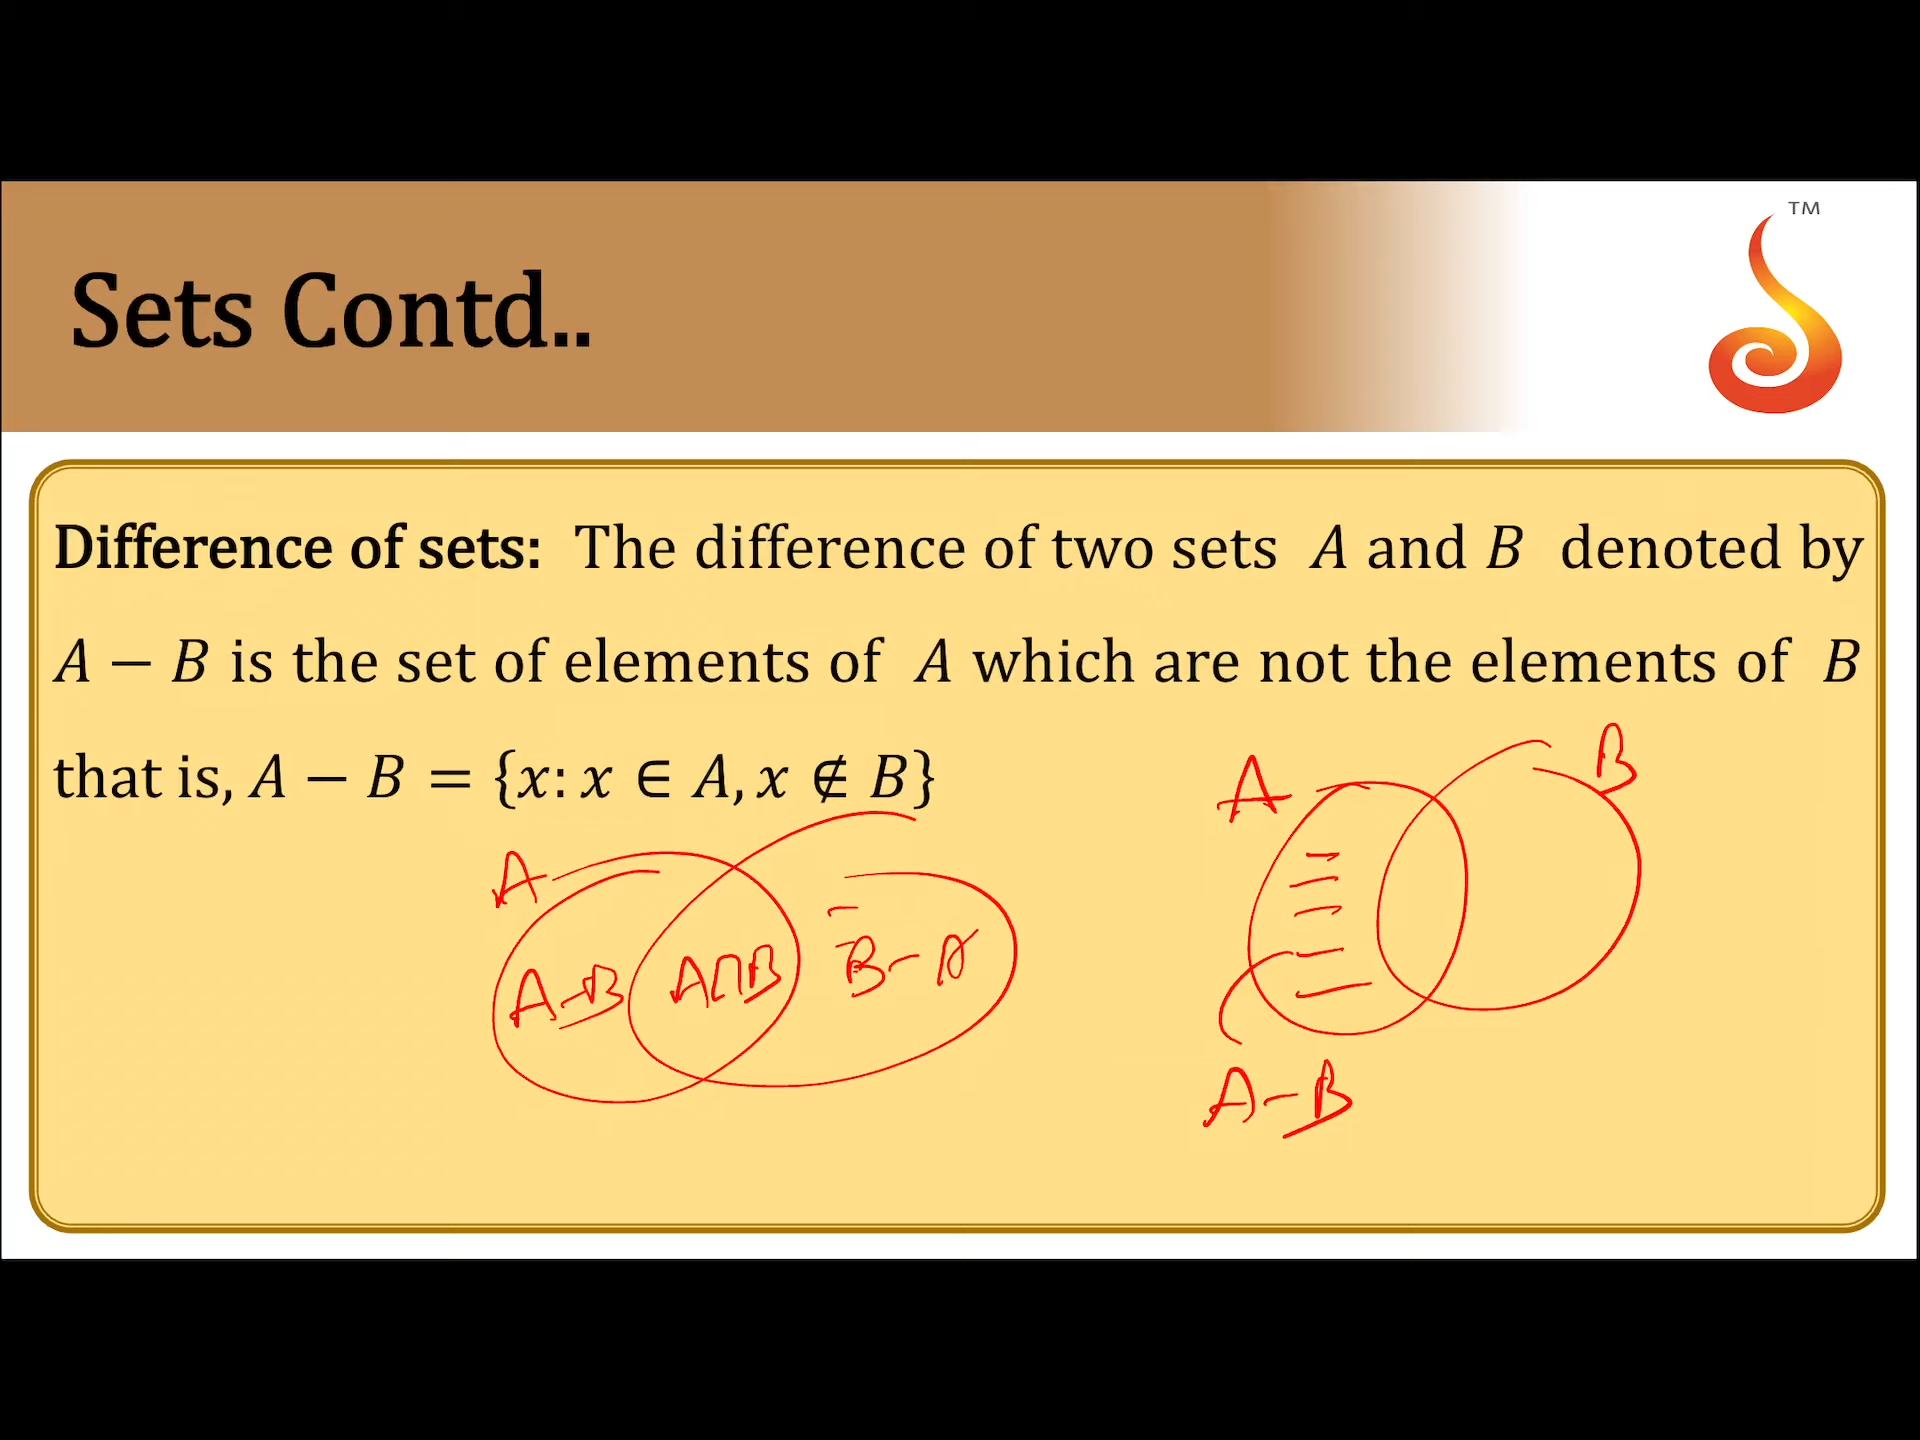 TM
Sets Contd..
Difference of sets: The difference of two sets A and B denoted by
A − B is the set of elements of A which are not the elements of B
that is, A − B = {x: x ∈ A, x ∉ B}
A
B
A
A-B
A∩B
B-A
A-B